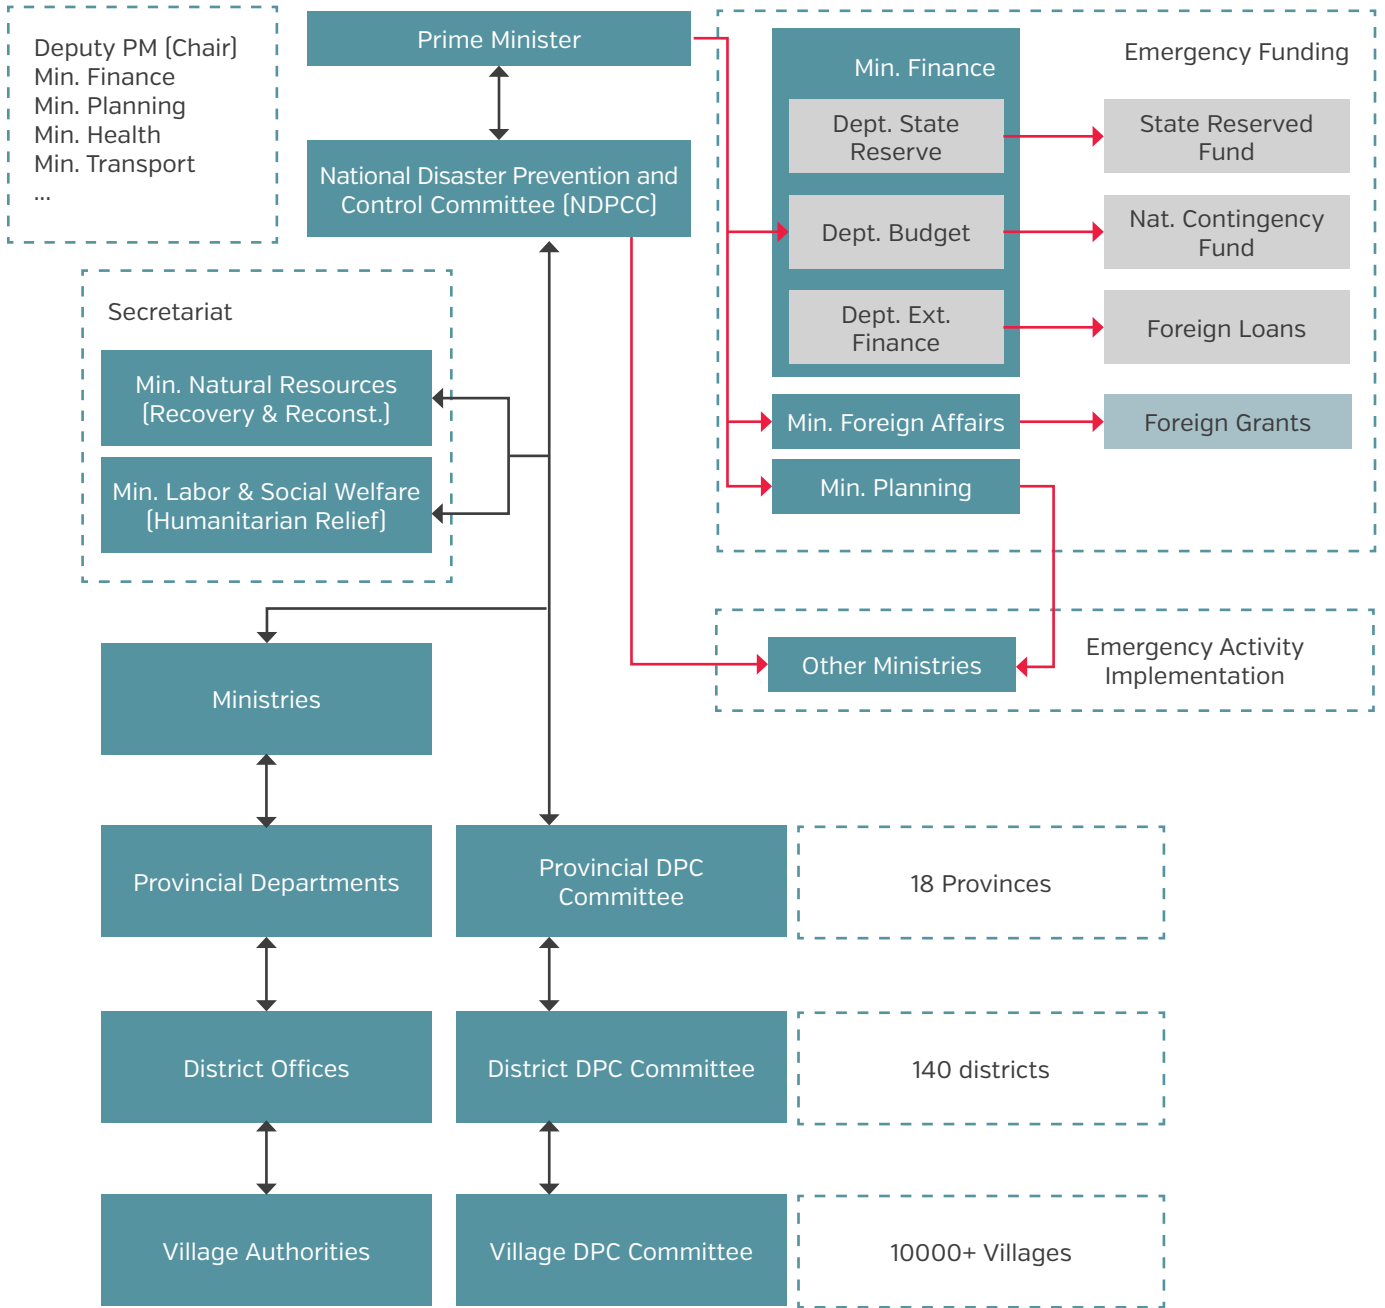 Deputy PM (Chair)
Min. Finance
Min. Planning
Min. Health
Min. Transport
...
Prime Minister
National Disaster Prevention and
Control Committee (NDPCC)
Min. Finance
Emergency Funding
Dept. State
Reserve
State Reserved
Fund
Dept. Budget
Nat. Contingency
Fund
Dept. Ext.
Finance
Foreign Loans
Min. Foreign Affairs
Foreign Grants
Min. Planning
Secretariat
Min. Natural Resources
(Recovery & Reconst.)
Min. Labor & Social Welfare
(Humanitarian Relief)
Other Ministries
Emergency Activity
Implementation
Ministries
Provincial Departments
Provincial DPC
Committee
18 Provinces
District Offices
District DPC Committee
140 districts
Village Authorities
Village DPC Committee
10000+ Villages